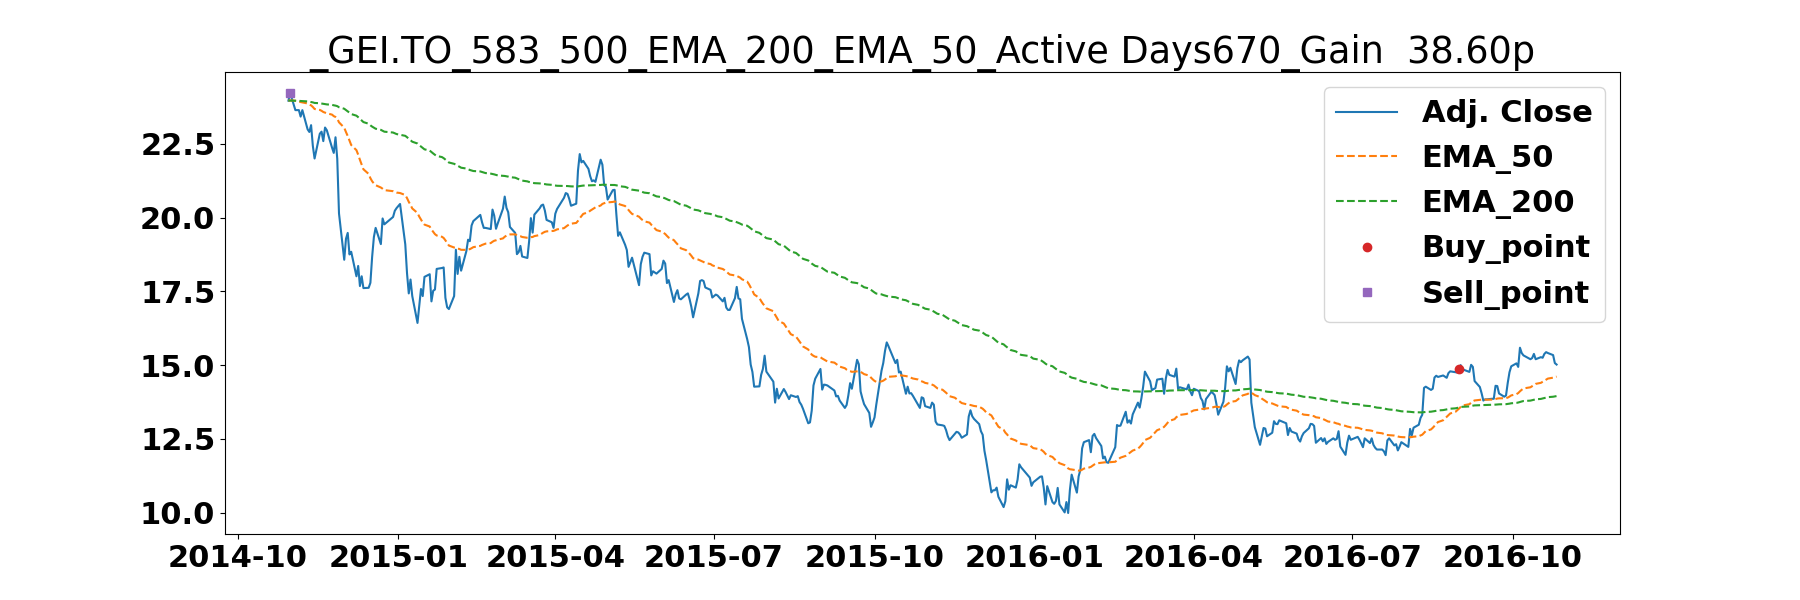 _GEI.TO_583_500_EMA_200_EMA_50_Active Days670_Gain  38.60p
Adj. Close
EMA_50
EMA_200
Buy_point
Sell_point
22.5
20.0
17.5
15.0
12.5
10.0
2014-10 2015-01 2015-04 2015-07 2015-10 2016-01 2016-04 2016-07 2016-10